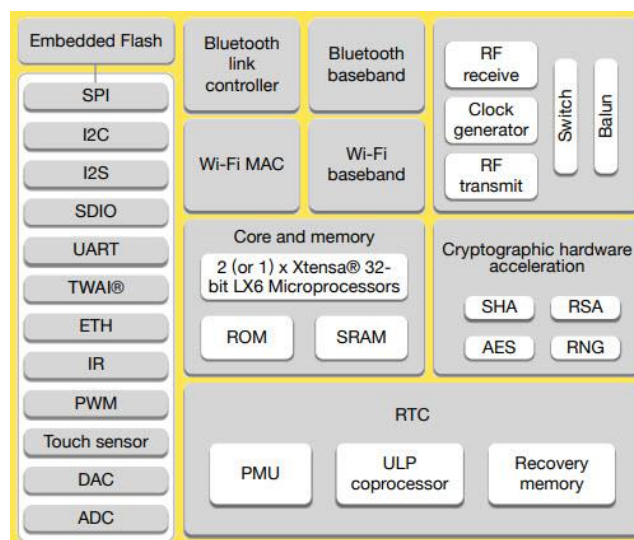 Embedded Flash
SPI
I2C
I2S
SDIO
UART
TWAI®
ETH
IR
PWM
Touch sensor
DAC
ADC
Bluetooth
link
controller
Bluetooth
baseband
Wi-Fi MAC
Wi-Fi
baseband
RF
receive
Clock
generator
RF
transmit
Switch
Balun
Core and memory
2 (or 1) x Xtensa® 32-
bit LX6 Microprocessors
ROM
SRAM
Cryptographic hardware
acceleration
SHA
RSA
AES
RNG
RTC
PMU
ULP
coprocessor
Recovery
memory